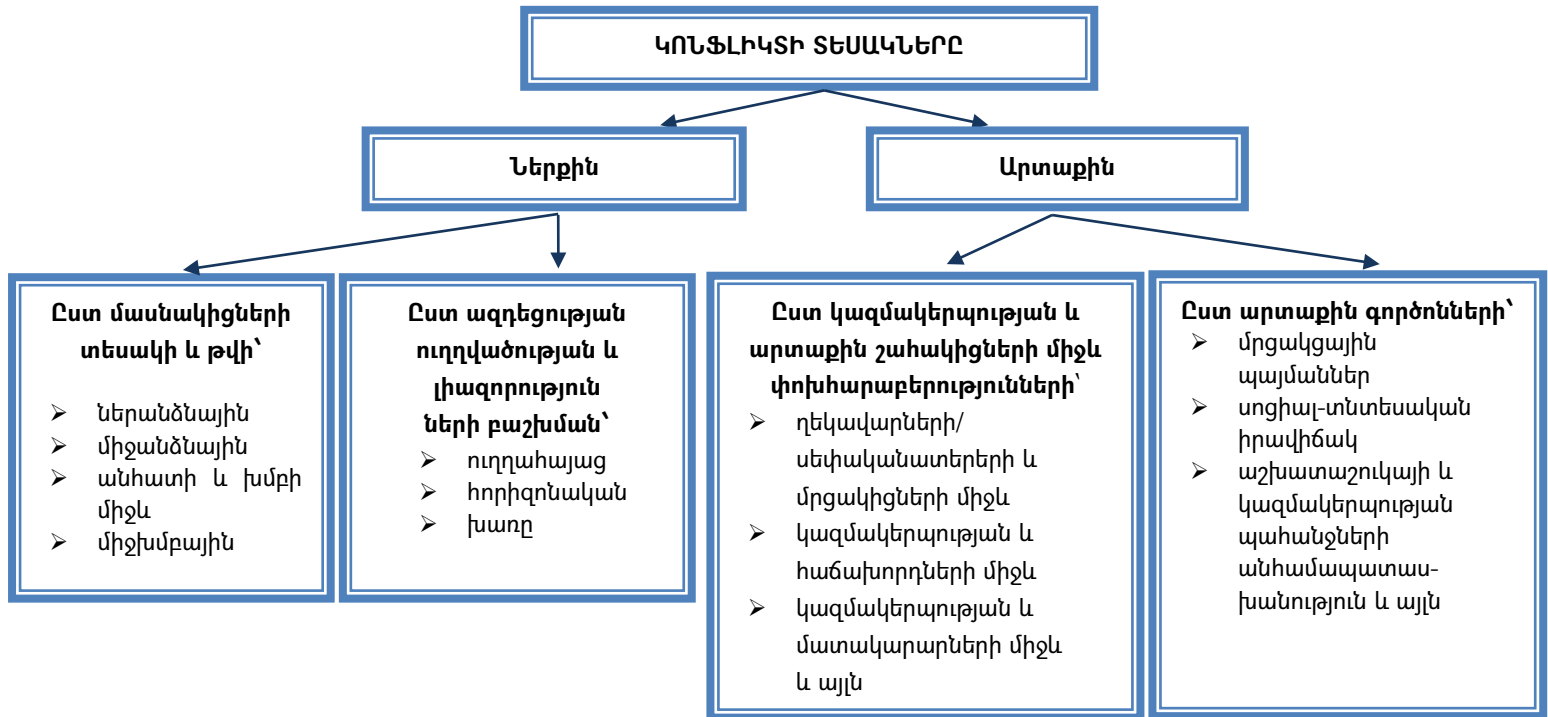 ԿՈՆՖԼԻԿՏԻ ՏԵՍԱԿՆԵՐԸ
Ներքին
Արտաքին
Ըստ մասնակիցների
տեսակի և թվի՝
➢ ներանձնային
➢ միջանձնային
➢ անհատի և խմբի
միջև
➢ միջխմբային
Ըստ ազդեցության
ուղղվածության և
լիազորություն
ների բաշխման՝
➢ ուղղահայաց
➢ հորիզոնական
➢ խառը
Ըստ կազմակերպության և
արտաքին շահակիցների միջև
փոխհարաբերությունների՝
➢ ղեկավարների/
սեփականատերերի և
մրցակիցների միջև
➢ կազմակերպության և
հաճախորդների միջև
➢ կազմակերպության և
մատակարարների միջև
և այլն
Ըստ արտաքին գործոնների՝
➢ մրցակցային
պայմաններ
➢ սոցիալ-տնտեսական
իրավիճակ
➢ աշխատաշուկայի և
կազմակերպության
պահանջների
անհամապատաս-
խանություն և այլն